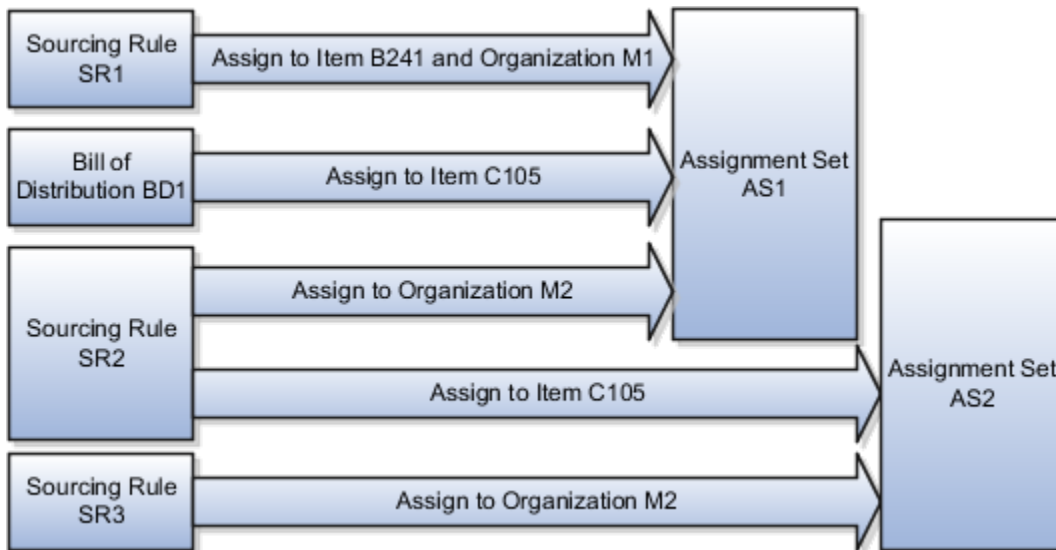 Sourcing Rule
SR1
Assign to Item B241 and Organization M1
Bill of
Distribution BD1
Assign to Item C105
Assignment Set
AS1
Sourcing Rule
SR2
Assign to Organization M2
Assign to Item C105
Assignment Set
AS2
Sourcing Rule
SR3
Assign to Organization M2